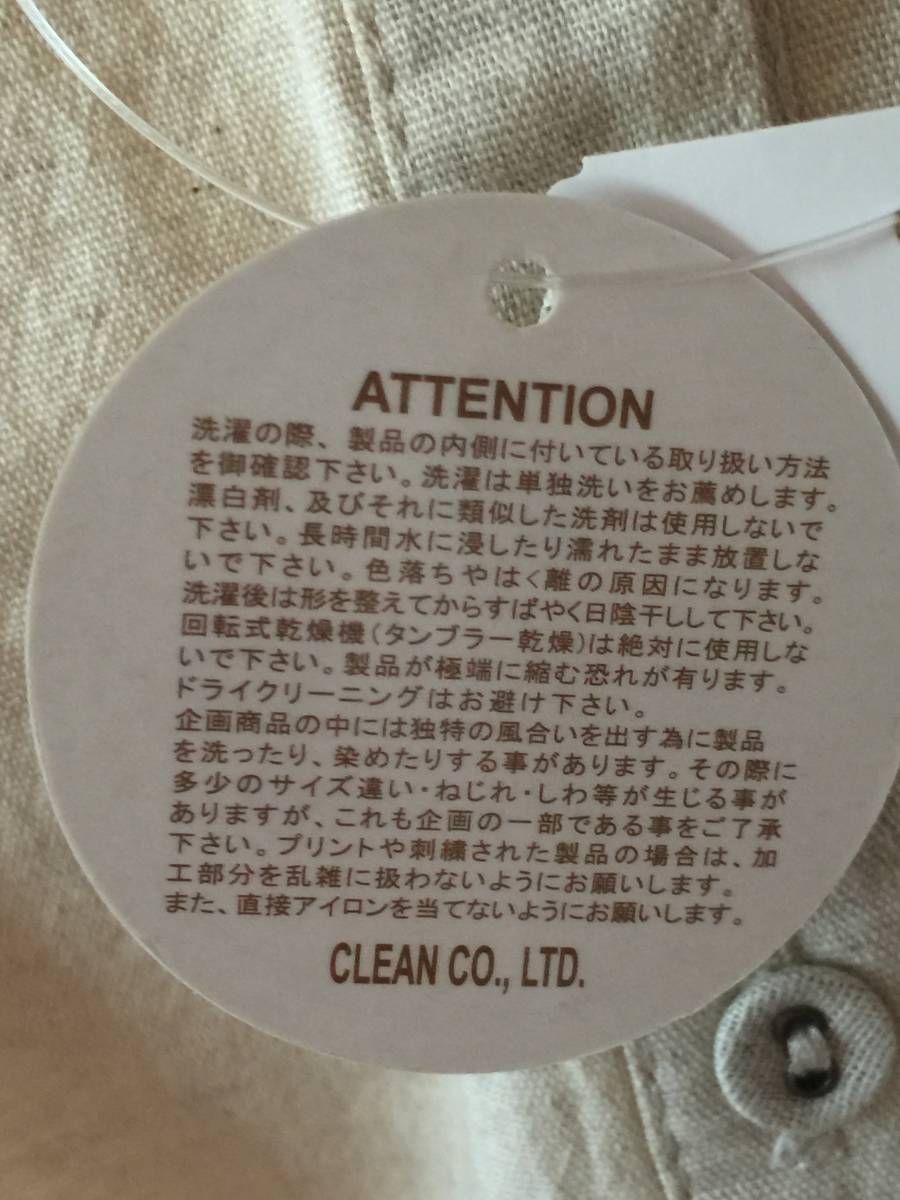 ATTENTION
洗濯の際、製品の内側に付いている取り扱い方法
を御確認下さい。洗濯は単独洗いをお薦めします。
漂白剤、及びそれに類似した洗剤は使用しないで
下さい。長時間水に浸したり濡れたまま放置しな
いで下さい。色落ちやはく離の原因になります。
洗濯後は形を整えてからすばやく日陰干しして下さい。
回転式乾燥機(タンブラー乾燥)は絶対に使用しな
いで下さい。製品が極端に縮む恐れが有ります。
ドライクリーニングはお避け下さい。
企画商品の中には独特の風合いを出す為に製品
を洗ったり、染めたりする事があります。その際に
多少のサイズ違い・ねじれ・しわ等が生じる事が
ありますが、これも企画の一部である事をご了承
下さい。プリントや刺繍された製品の場合は、加
工部分を乱雑に扱わないようにお願いします。
また、直接アイロンを当てないようにお願いします。
CLEAN CO., LTD.